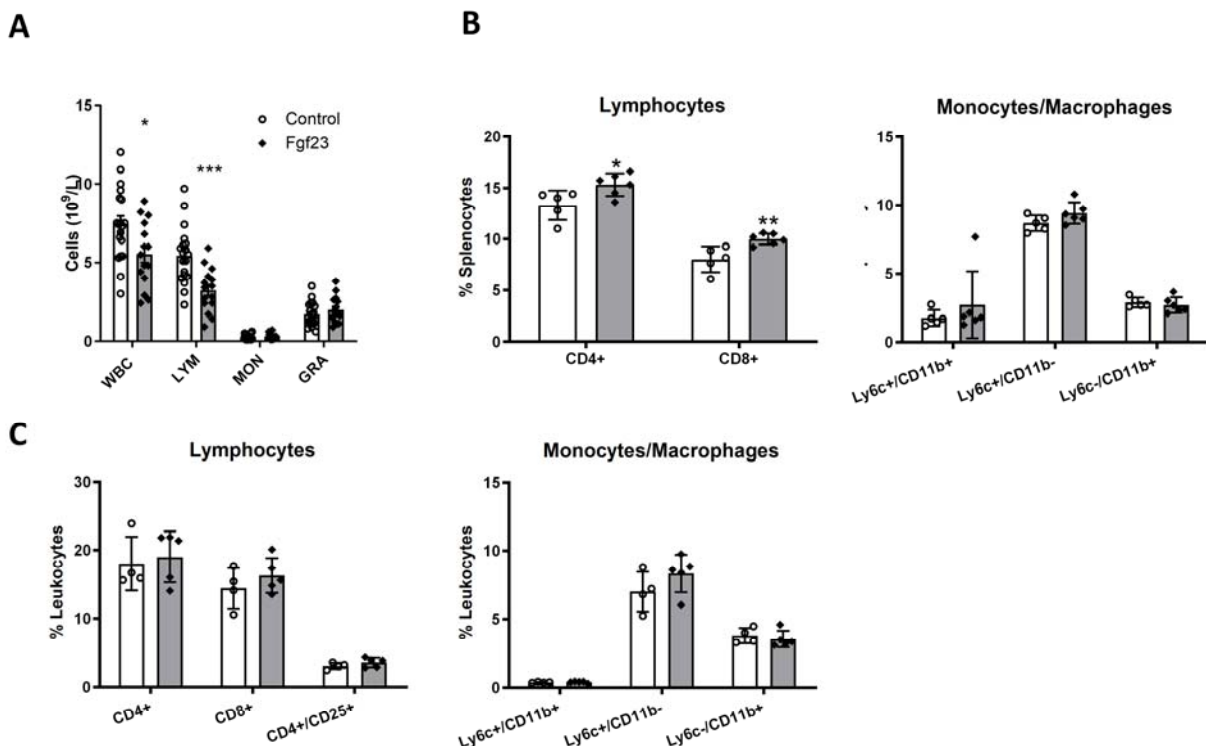 A
B
15
10
5
0
Cells (10⁹/L)
Control
Fgf23
*
***
WBC
LYM
MON
GRA
Lymphocytes
20
15
10
5
0
% Splenocytes
*
**
CD4+
CD8+
Monocytes/Macrophages
15
10
5
0
Ly6c+/CD11b+
Ly6c+/CD11b-
Ly6c-/CD11b+
C
Lymphocytes
30
20
10
0
% Leukocytes
CD4+
CD8+
CD4+/CD25+
Monocytes/Macrophages
15
10
5
0
% Leukocytes
Ly6c+/CD11b+
Ly6c+/CD11b-
Ly6c-/CD11b+